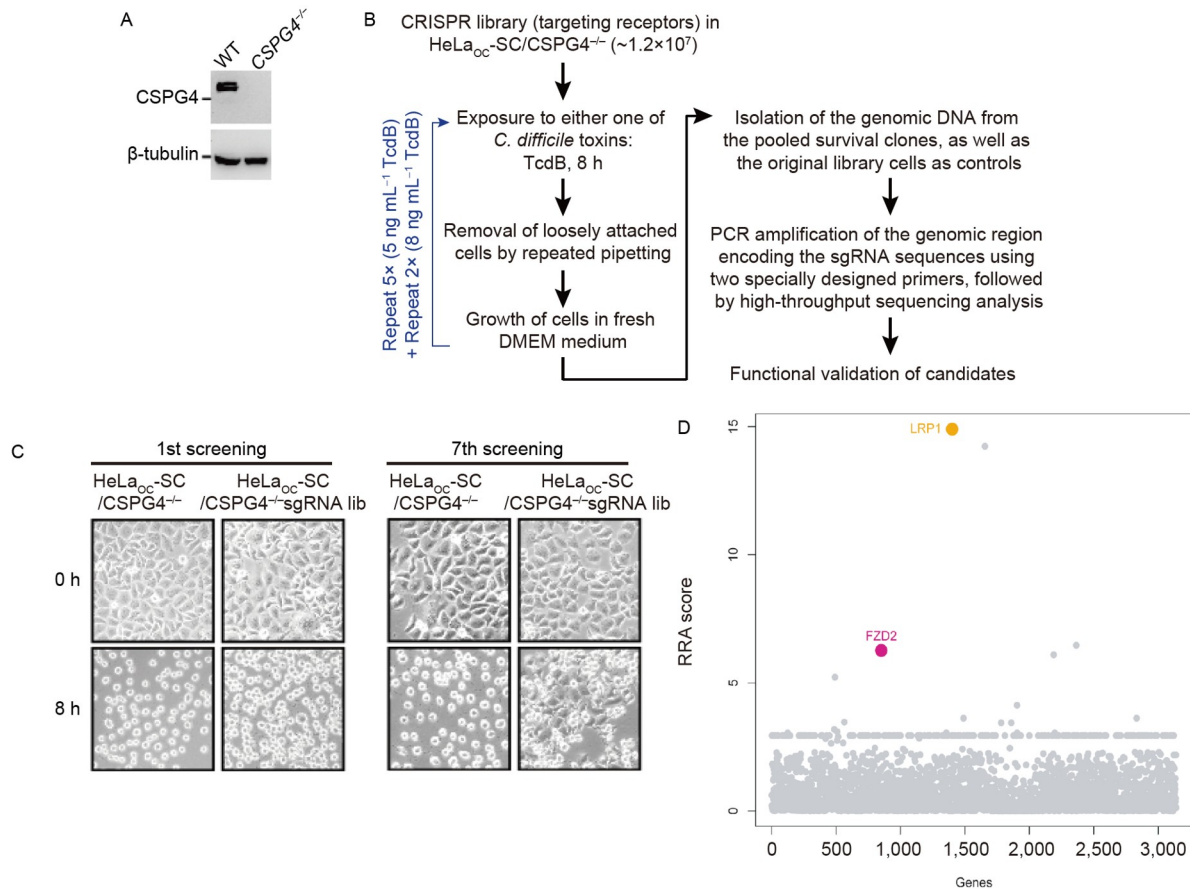 A
WT
CSPG4⁻/⁻
CSPG4
β-tubulin
B
CRISPR library (targeting receptors) in
HeLaOC-SC/CSPG4⁻/⁻ (~1.2×10⁷)
Exposure to either one of
C. difficile toxins:
TcdB, 8 h
Removal of loosely attached
cells by repeated pipetting
Growth of cells in fresh
DMEM medium
Repeat 5× (5 ng mL⁻¹ TcdB)
+ Repeat 2× (8 ng mL⁻¹ TcdB)
Isolation of the genomic DNA from
the pooled survival clones, as well as
the original library cells as controls
PCR amplification of the genomic region
encoding the sgRNA sequences using
two specially designed primers, followed
by high-throughput sequencing analysis
Functional validation of candidates
C
1st screening
7th screening
HeLaOC-SC
/CSPG4⁻/⁻
HeLaOC-SC
/CSPG4⁻/⁻sgRNA lib
HeLaOC-SC
/CSPG4⁻/⁻
HeLaOC-SC
/CSPG4⁻/⁻sgRNA lib
0 h
8 h
D
RRA score
15
10
5
0
LRP1
FZD2
0 500 1,000 1,500 2,000 2,500 3,000
Genes